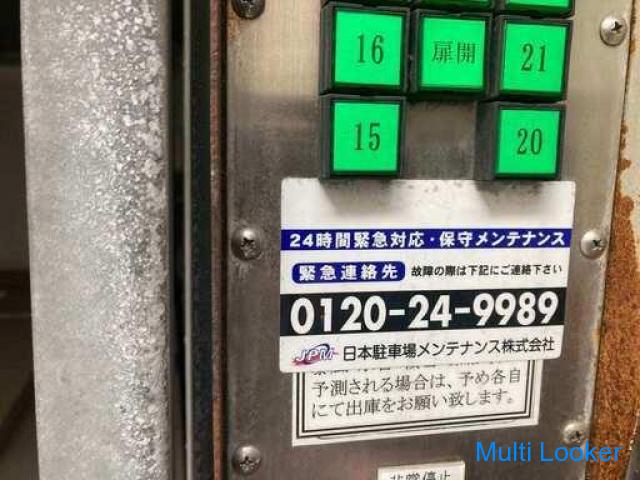 16 扉開 21
15 20
24時間緊急対応・保守メンテナンス
緊急連絡先 故障の際は下記にご連絡下さい
0120-24-9989
JPM 日本駐車場メンテナンス株式会社
予測される場合は、予め各自
にて出庫をお願い致します。
非常停止
Multi Looker